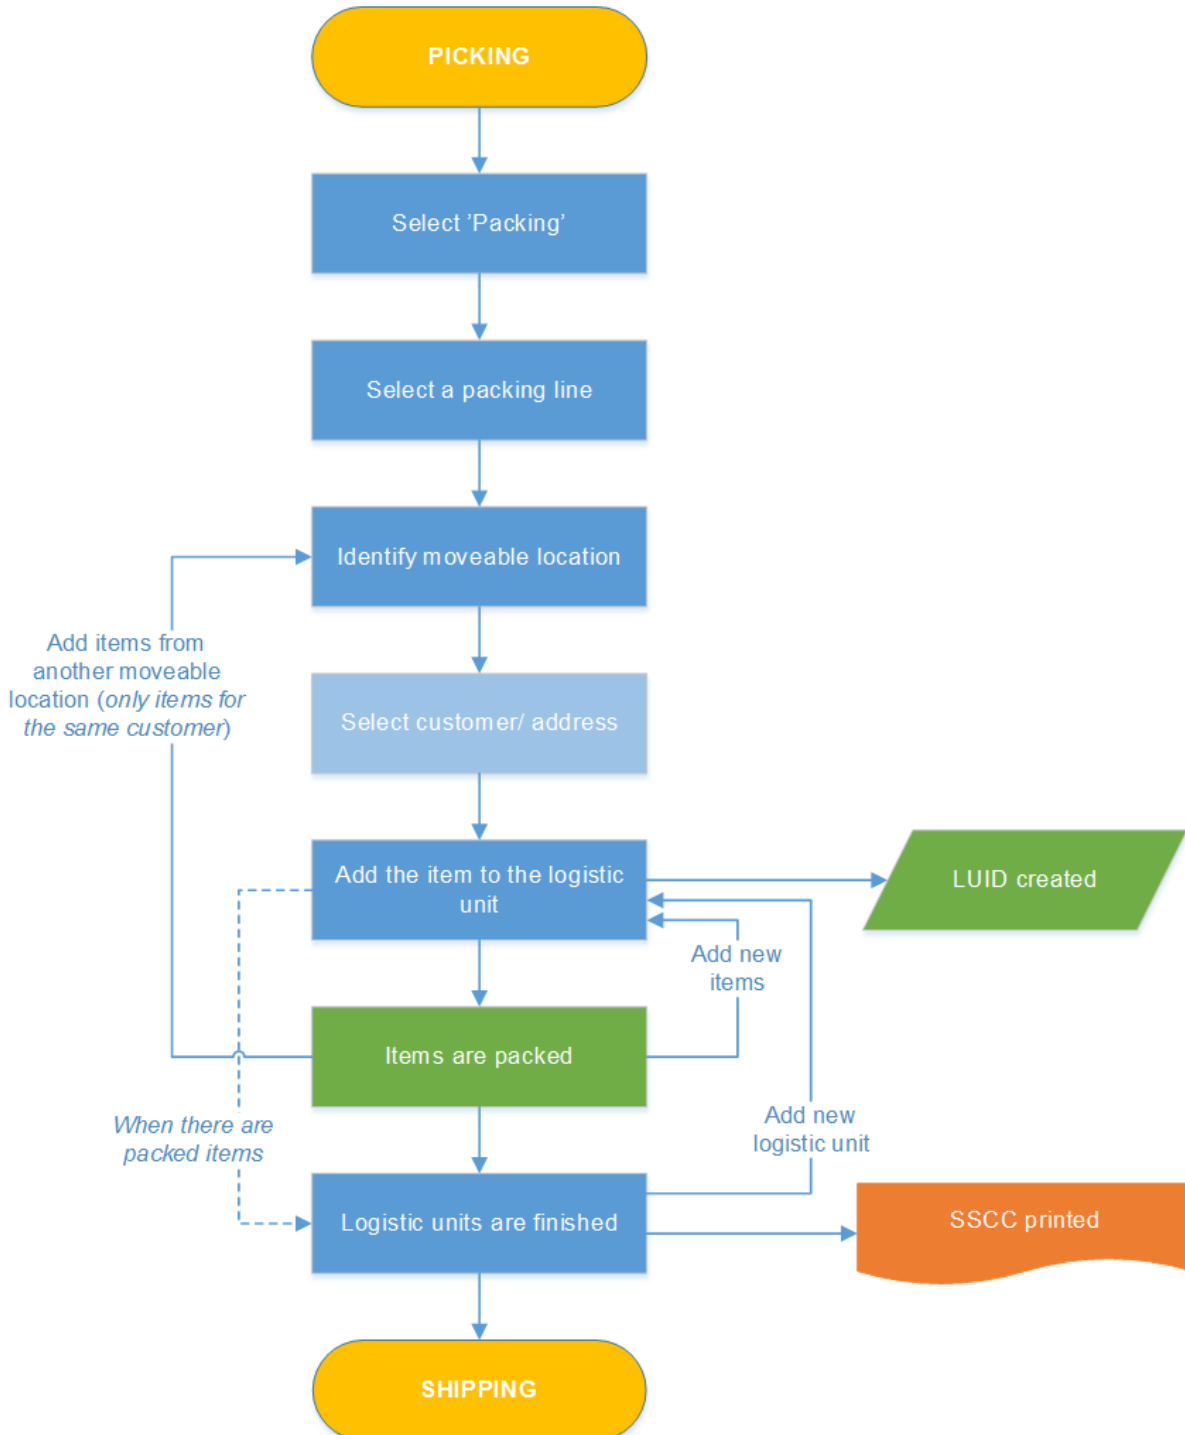 PICKING
Select ’Packing’
Select a packing line
Identify moveable location
Add items from
another moveable
location (only items for
the same customer)
Select customer/ address
Add the item to the logistic
unit
LUID created
Add new
items
Items are packed
When there are
packed items
Add new
logistic unit
Logistic units are finished
SSCC printed
SHIPPING